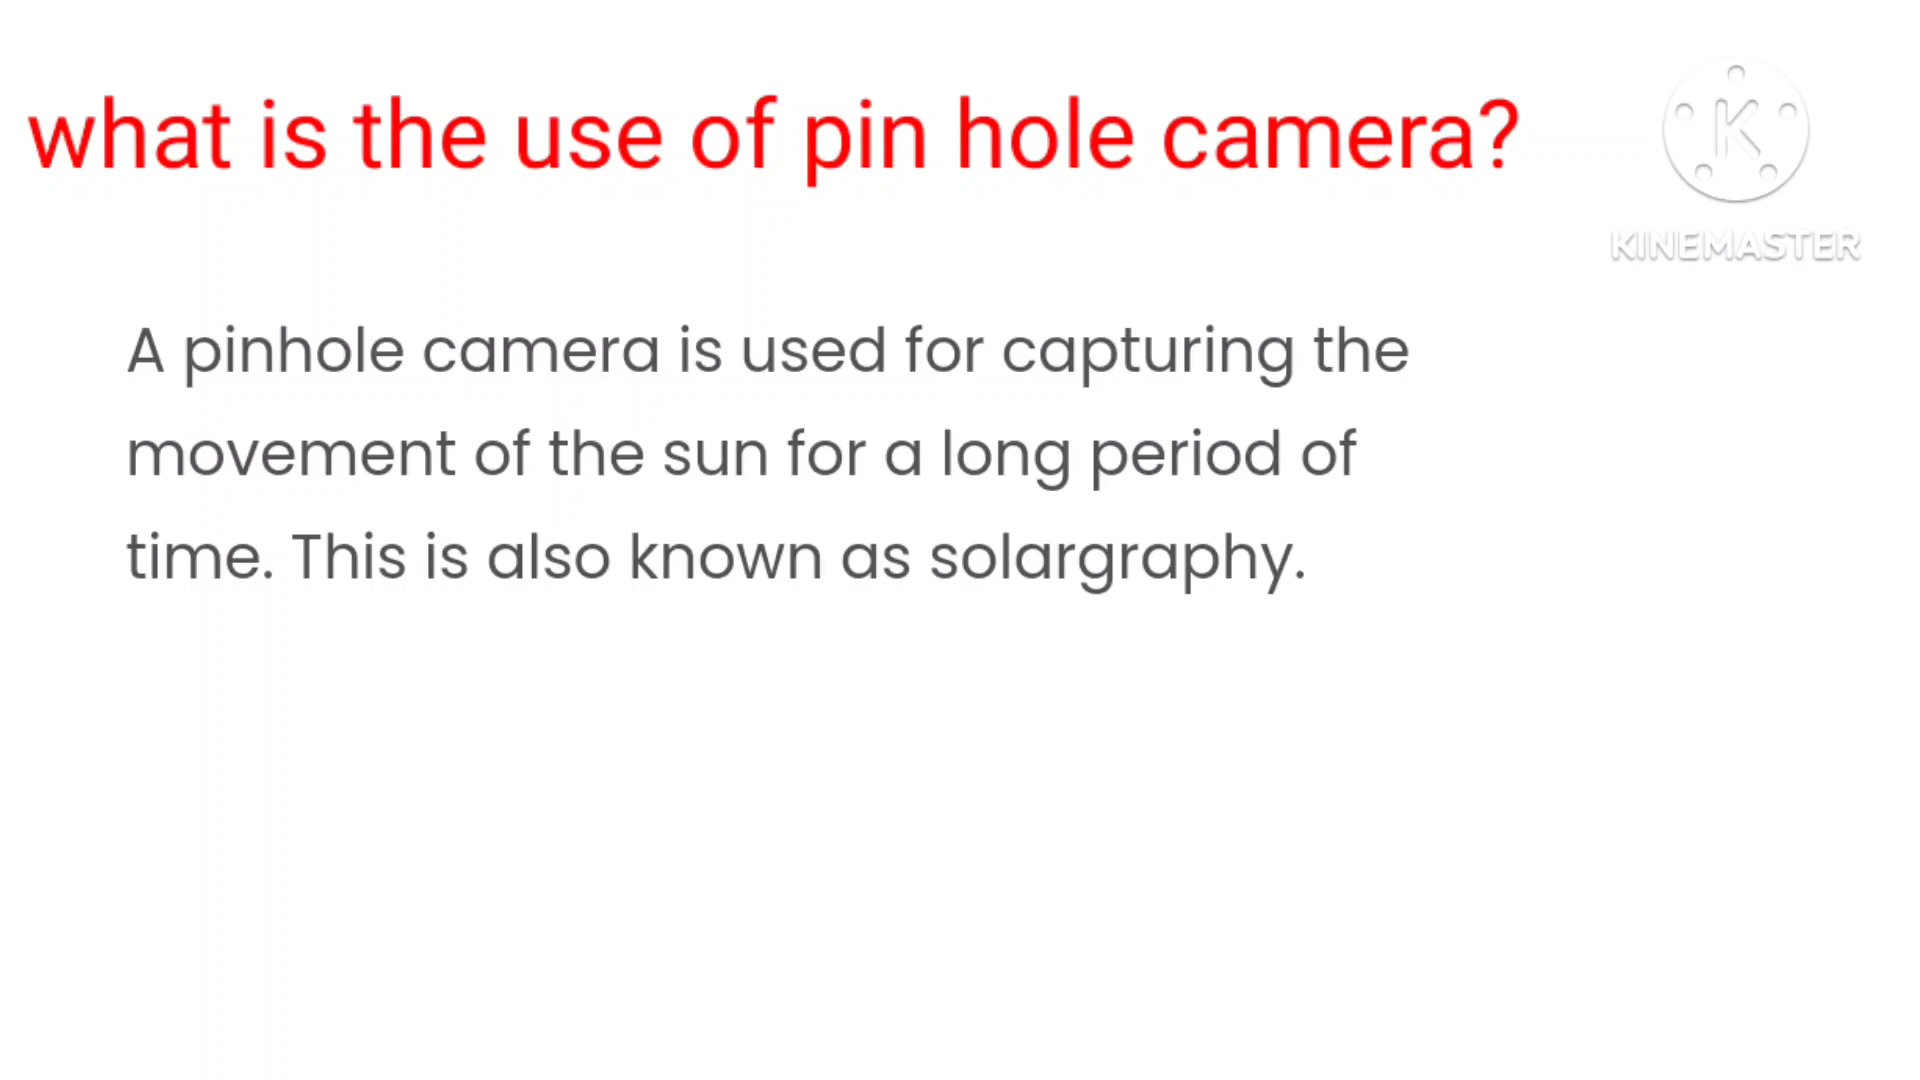 what is the use of pin hole camera?
K
KINEMASTER
A pinhole camera is used for capturing the
movement of the sun for a long period of
time. This is also known as solargraphy.